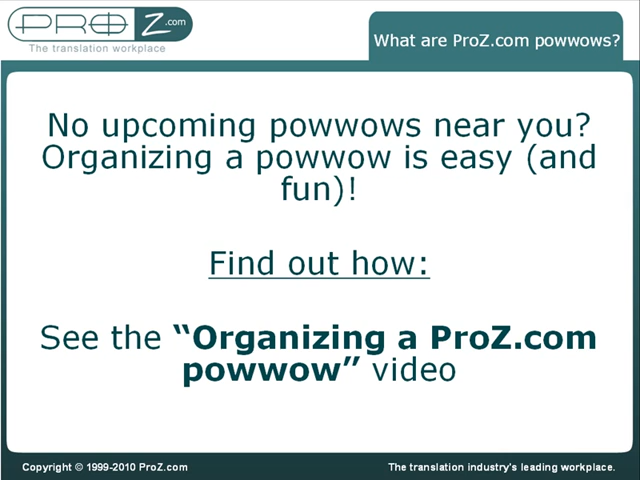 PROZ.com
The translation workplace
What are ProZ.com powwows?
No upcoming powwows near you?
Organizing a powwow is easy (and
fun)!
Find out how:
See the “Organizing a ProZ.com
powwow” video
Copyright © 1999-2010 ProZ.com
The translation industry's leading workplace.